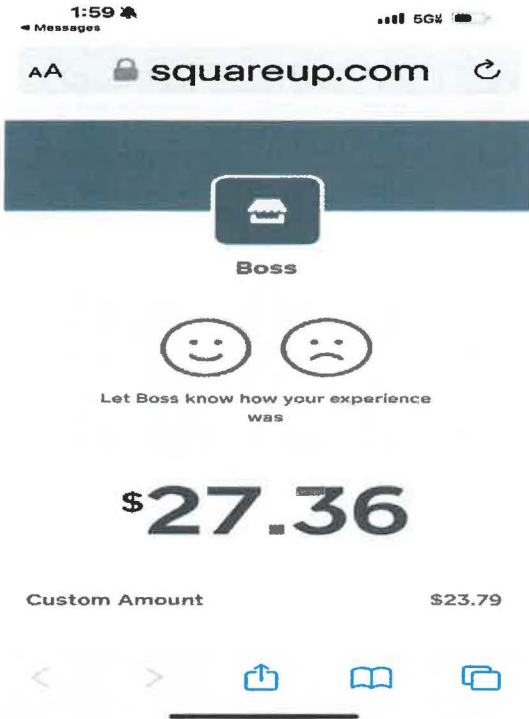 1:59
Messages
5G
AA squareup.com
Boss
Let Boss know how your experience
was
$27.36
Custom Amount $23.79